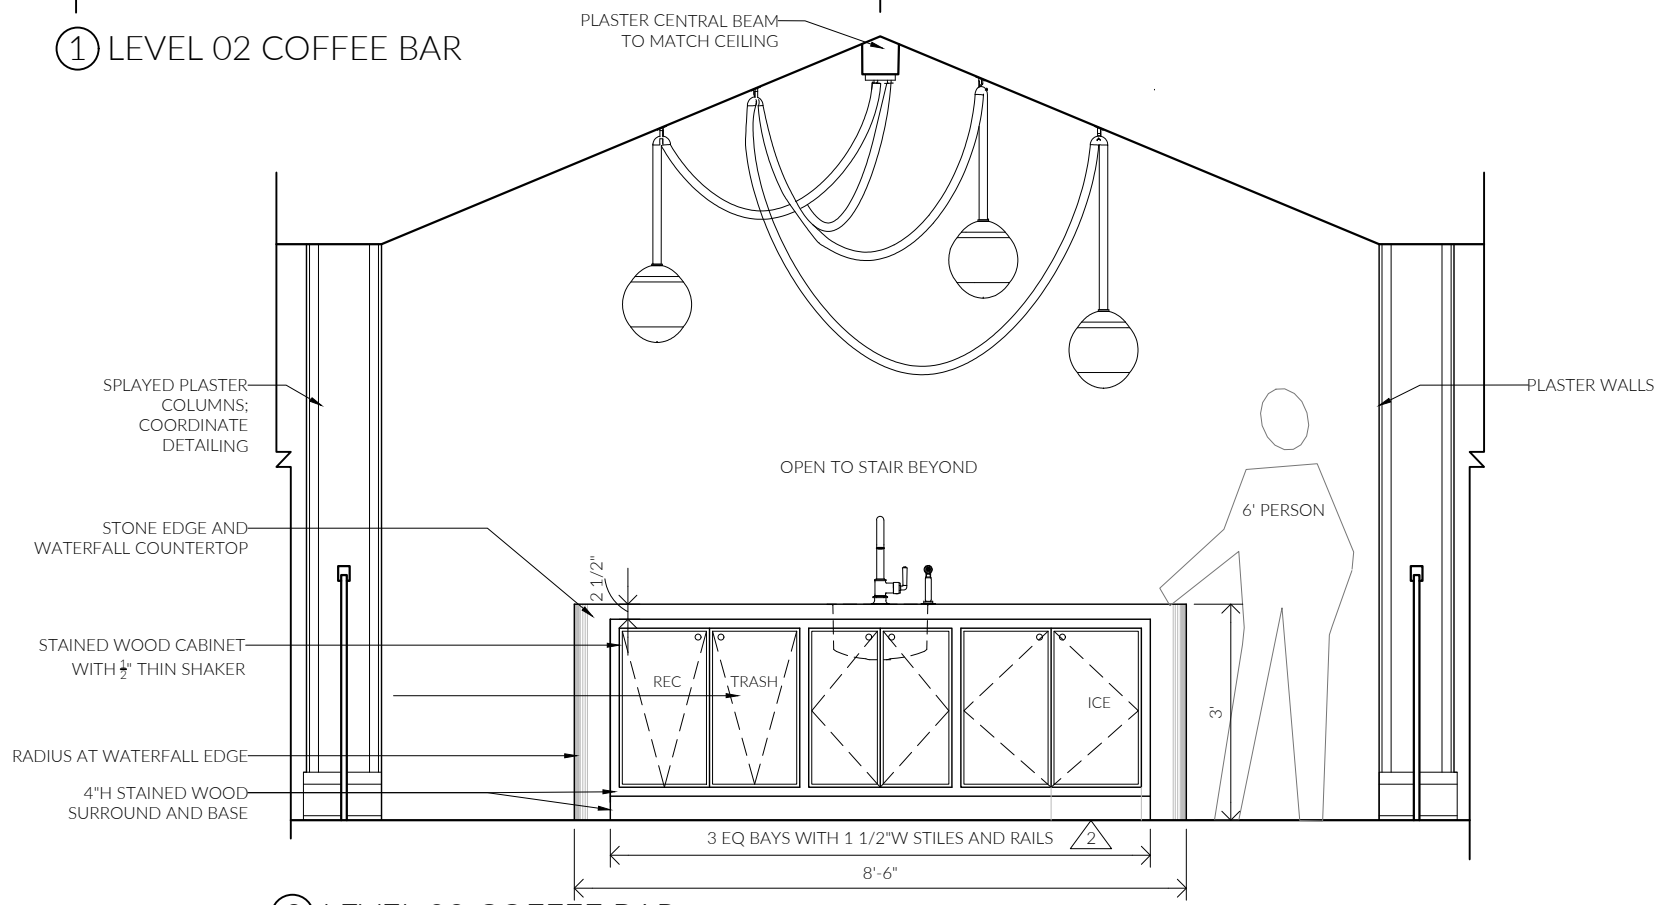 PLASTER CENTRAL BEAM
TO MATCH CEILING
1 LEVEL 02 COFFEE BAR
SPLAYED PLASTER
COLUMNS;
COORDINATE
DETAILING
PLASTER WALLS
OPEN TO STAIR BEYOND
6' PERSON
STONE EDGE AND
WATERFALL COUNTERTOP
2 1/2"
STAINED WOOD CABINET
WITH 1/2" THIN SHAKER
REC
TRASH
ICE
3'
RADIUS AT WATERFALL EDGE
4"H STAINED WOOD
SURROUND AND BASE
3 EQ BAYS WITH 1 1/2"W STILES AND RAILS
2
8'-6"